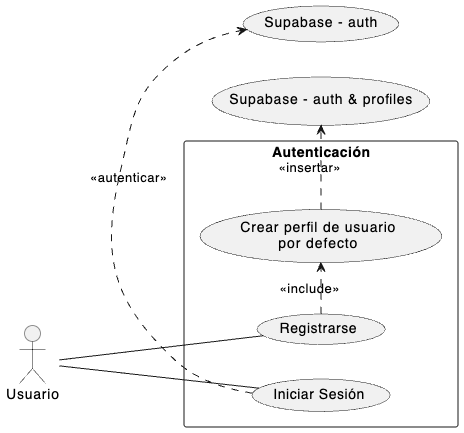 Supabase - auth
Supabase - auth & profiles
Autenticación
«insertar»
«autenticar»
Crear perfil de usuario
por defecto
«include»
Registrarse
Usuario
Iniciar Sesión